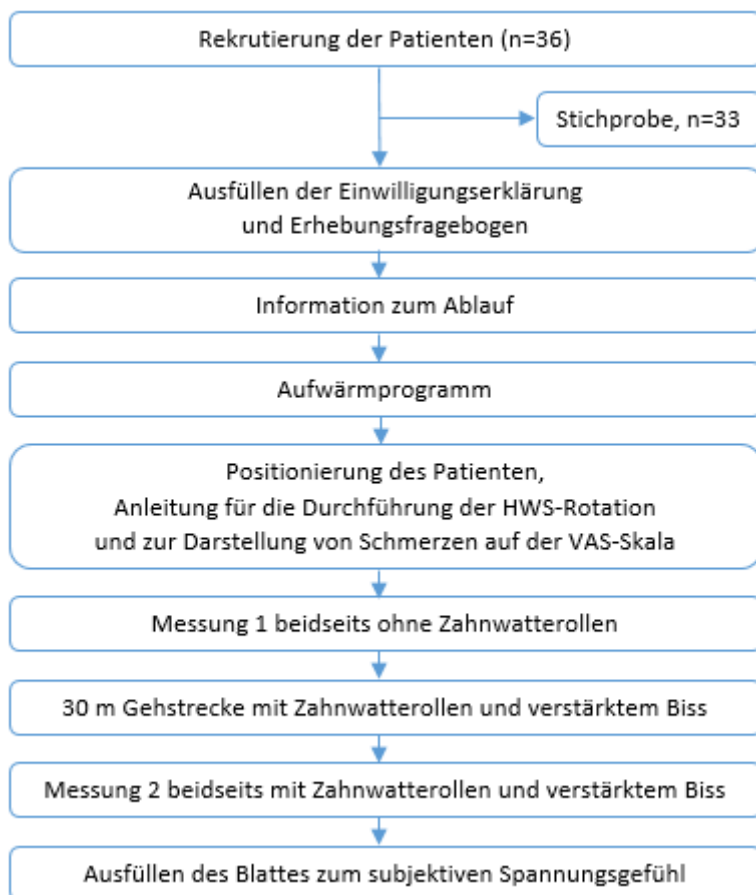 Rekrutierung der Patienten (n=36)
Stichprobe, n=33
Ausfüllen der Einwilligungserklärung
und Erhebungsfragebogen
Information zum Ablauf
Aufwärmprogramm
Positionierung des Patienten,
Anleitung für die Durchführung der HWS-Rotation
und zur Darstellung von Schmerzen auf der VAS-Skala
Messung 1 beidseits ohne Zahnwatterollen
30 m Gehstrecke mit Zahnwatterollen und verstärktem Biss
Messung 2 beidseits mit Zahnwatterollen und verstärktem Biss
Ausfüllen des Blattes zum subjektiven Spannungsgefühl